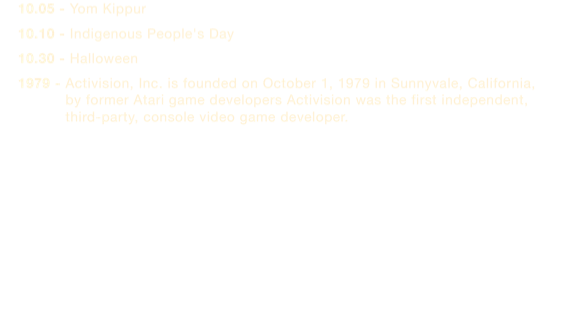 10.05 - Yom Kippur
10.10 - Indigenous People's Day
10.30 - Halloween
1979 - Activision, Inc. is founded on October 1, 1979 in Sunnyvale, California,
by former Atari game developers Activision was the first independent,
third-party, console video game developer.